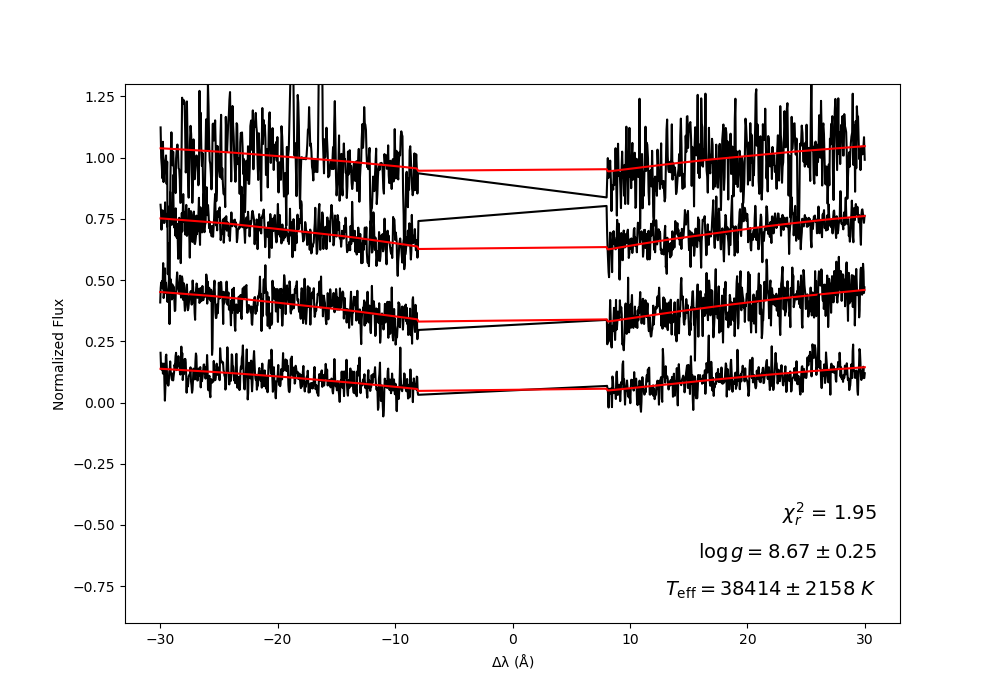 1.25
1.00
0.75
0.50
0.25
0.00
−0.25
−0.50
−0.75
Normalized Flux
χ²ᵣ = 1.95
log g = 8.67 ± 0.25
T_eff = 38414 ± 2158 K
−30 −20 −10 0 10 20 30
Δλ (Å)